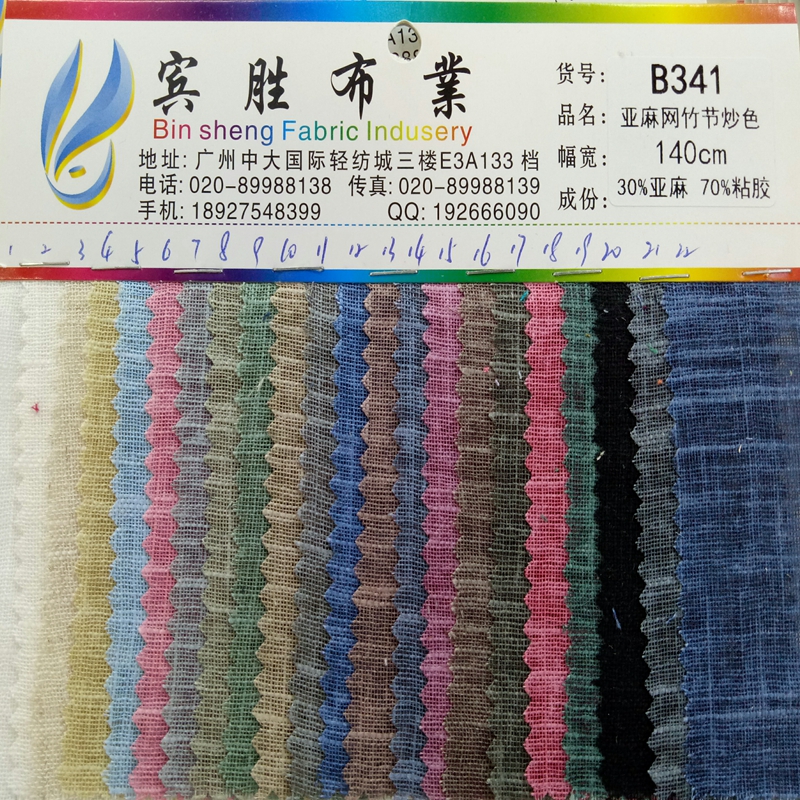 A13
宾胜布業
Bin sheng Fabric Indusery
地址: 广州中大国际轻纺城三楼E3A133 档
电话: 020-89988138 传真: 020-89988139
手机: 18927548399 QQ: 192666090
货号: B341
品名: 亚麻网竹节炒色
幅宽: 140cm
成份: 30%亚麻 70%粘胶
1 2 3 4 5 6 7 8 9 10 11 12 13 14 15 16 17 18 19 20 21 22